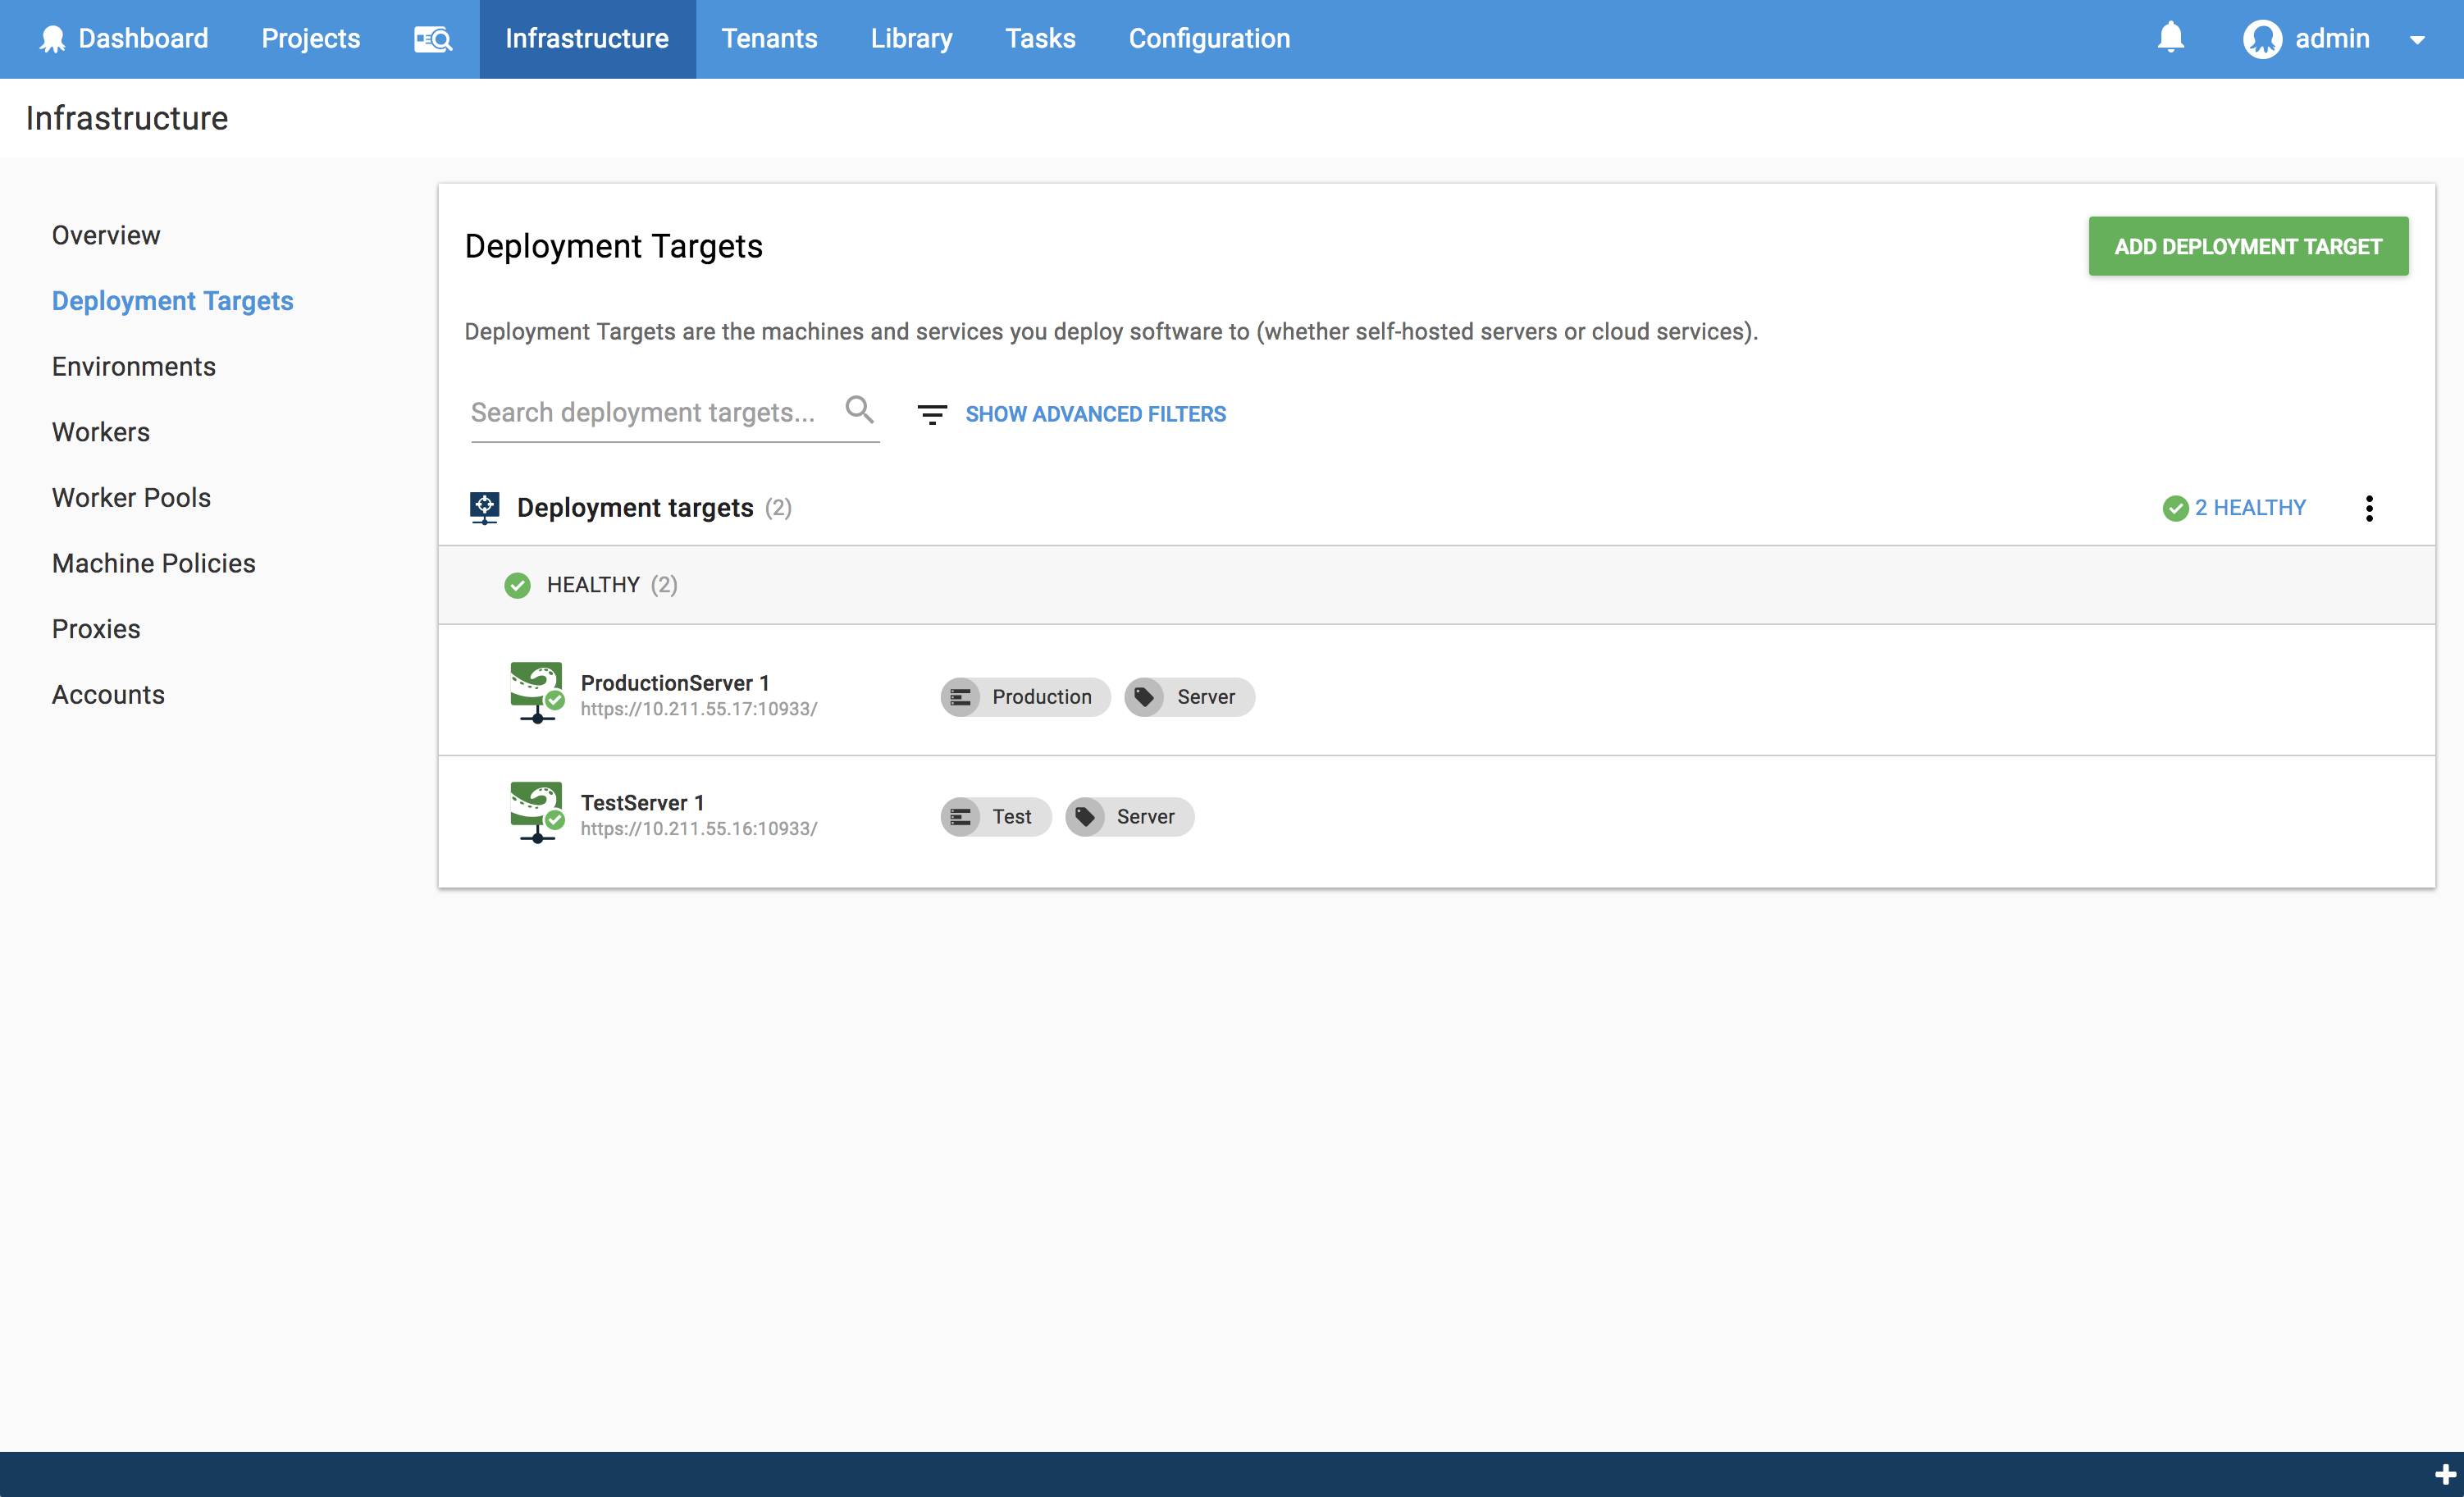 Dashboard Projects Infrastructure Tenants Library Tasks Configuration admin
Infrastructure
Overview
Deployment Targets
Environments
Workers
Worker Pools
Machine Policies
Proxies
Accounts
Deployment Targets
ADD DEPLOYMENT TARGET
Deployment Targets are the machines and services you deploy software to (whether self-hosted servers or cloud services).
Search deployment targets... SHOW ADVANCED FILTERS
Deployment targets (2) 2 HEALTHY
HEALTHY (2)
ProductionServer 1
https://10.211.55.17:10933/
Production Server
TestServer 1
https://10.211.55.16:10933/
Test Server